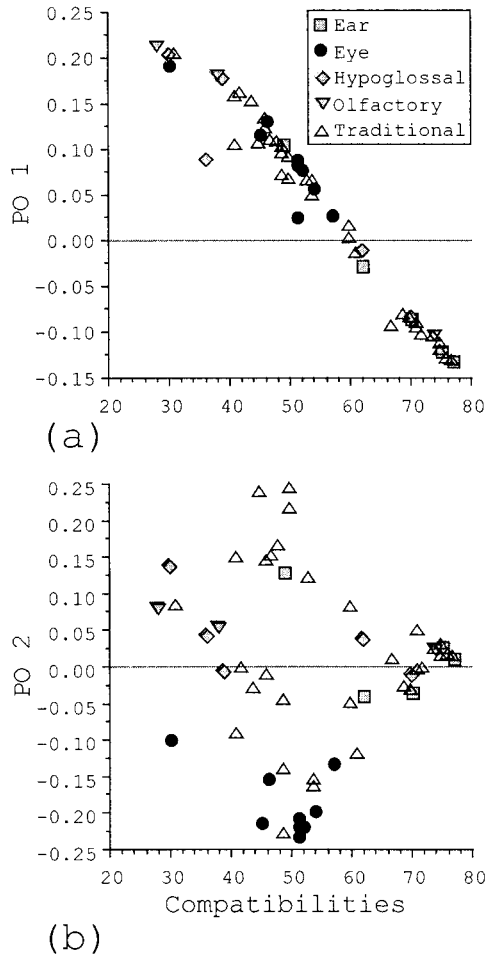 0.25
0.20
0.15
0.10
0.05
0.00
-0.05
-0.10
-0.15
PO 1
Ear
Eye
Hypoglossal
Olfactory
Traditional
20 30 40 50 60 70 80
(a)
0.25
0.20
0.15
0.10
0.05
0.00
-0.05
-0.10
-0.15
-0.20
-0.25
PO 2
20 30 40 50 60 70 80
Compatibilities
(b)